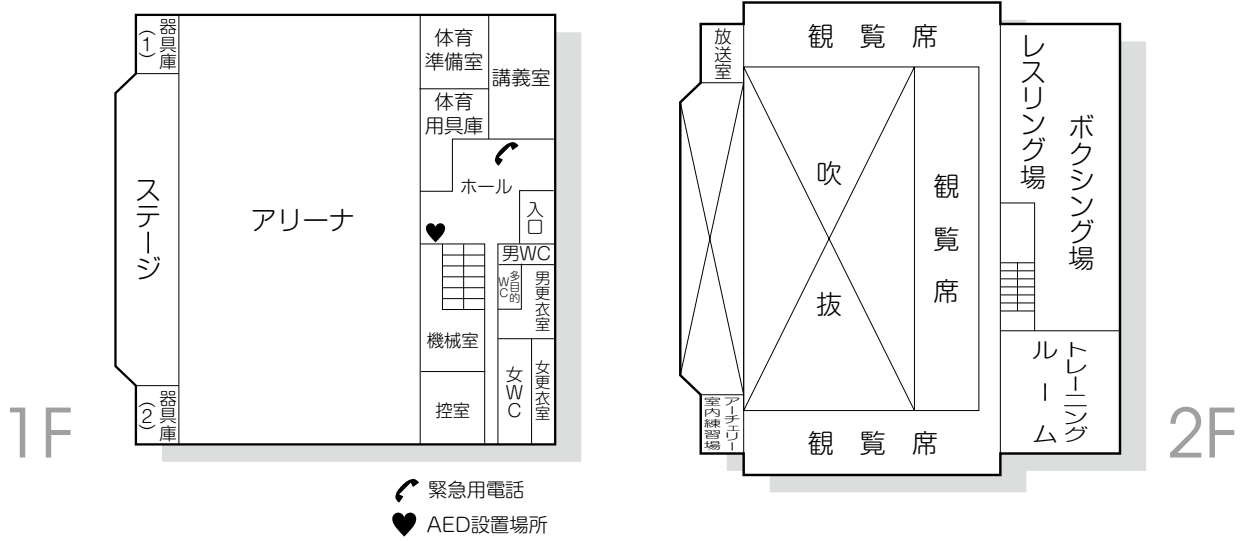 器具庫
(1)
体育
準備室
講義室
体育
用具庫
ホール
ステージ
アリーナ
入口
男WC
多目的
WC
男更衣室
機械室
女WC
女更衣室
控室
器具庫
(2)
1F
緊急用電話
AED設置場所
放送室
観覧席
レスリング場
ボクシング場
吹抜
観覧席
トレーニング
ルーム
アーチェリー
室内練習場
観覧席
2F